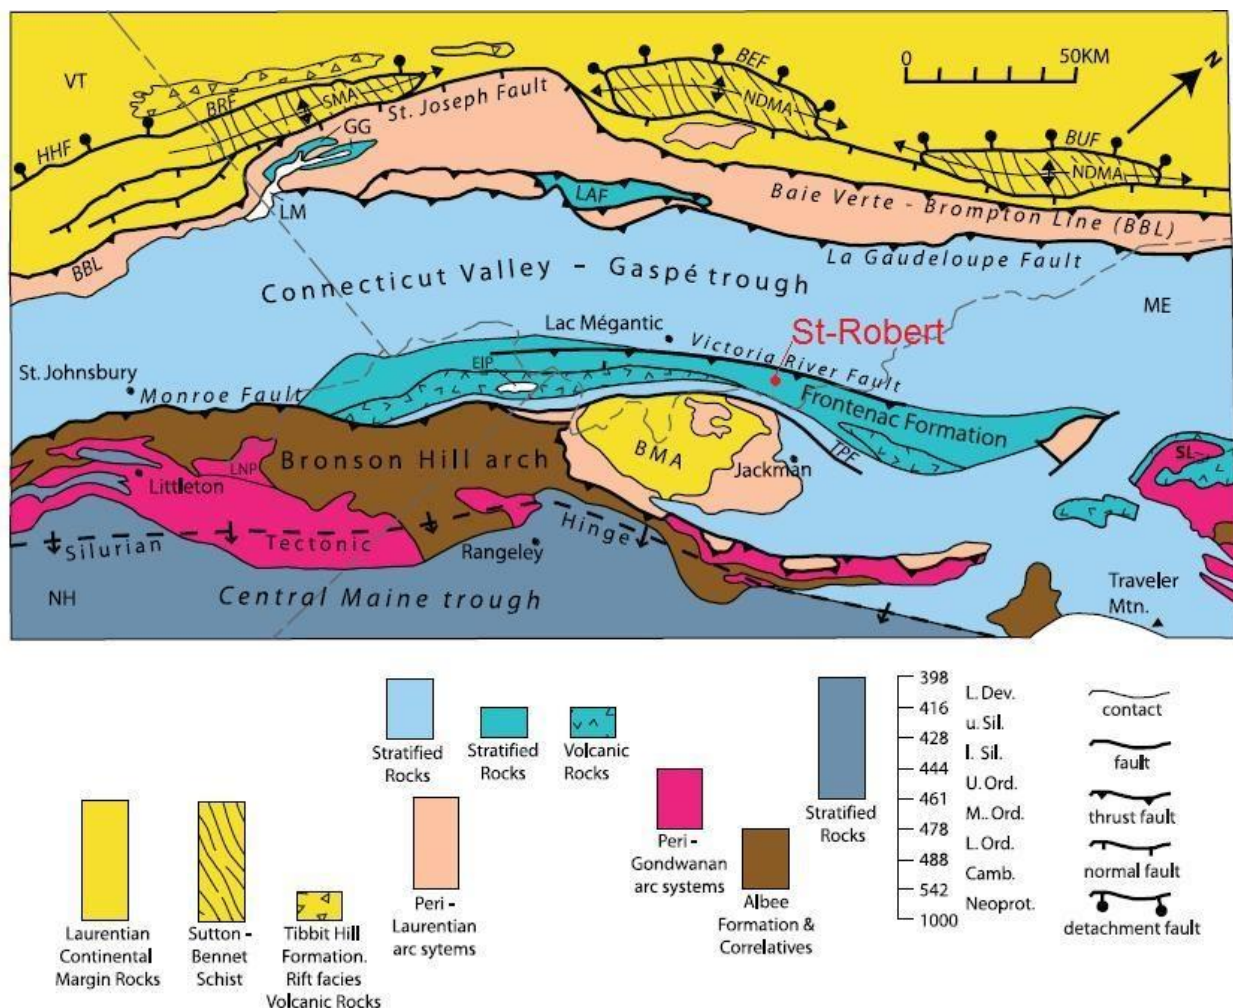 VT
BRF
SMA
St. Joseph Fault
BEF
NDMA
0 50KM
N
HHF
GG
LM
LAF
BUF
NDMA
BBL
Baie Verte - Brompton Line (BBL)
La Gaudeloupe Fault
Connecticut Valley - Gaspé trough
ME
Lac Mégantic
St-Robert
Victoria River Fault
St. Johnsbury
Monroe Fault
EIP
Frontenac Formation
BMA
TPF
Jackman
Bronson Hill arch
LNP
Littleton
SL
Silurian Tectonic Hinge
Rangeley
NH
Central Maine trough
Traveler
Mtn.
Stratified
Rocks
Stratified
Rocks
Volcanic
Rocks
Laurentian
Continental
Margin Rocks
Sutton -
Bennet
Schist
Tibbit Hill
Formation.
Rift facies
Volcanic Rocks
Peri -
Laurentian
arc sytems
Peri -
Gondwanan
arc systems
Albee
Formation &
Correlatives
Stratified
Rocks
398
416
428
444
461
478
488
542
1000
L. Dev.
u. Sil.
l. Sil.
U. Ord.
M.. Ord.
L. Ord.
Camb.
Neoprot.
contact
fault
thrust fault
normal fault
detachment fault